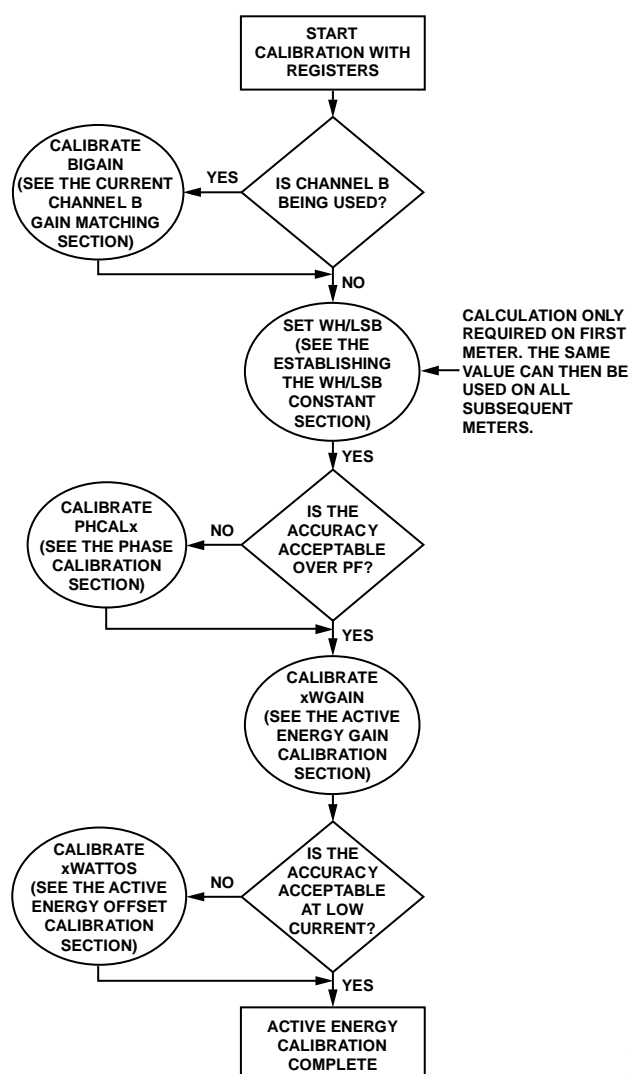 START
CALIBRATION WITH
REGISTERS
CALIBRATE
BIGAIN
(SEE THE CURRENT
CHANNEL B
GAIN MATCHING
SECTION)
YES
IS CHANNEL B
BEING USED?
NO
SET WH/LSB
(SEE THE
ESTABLISHING
THE WH/LSB
CONSTANT
SECTION)
CALCULATION ONLY
REQUIRED ON FIRST
METER. THE SAME
VALUE CAN THEN BE
USED ON ALL
SUBSEQUENT
METERS.
YES
CALIBRATE
PHCALx
(SEE THE PHASE
CALIBRATION
SECTION)
NO
IS THE
ACCURACY
ACCEPTABLE
OVER PF?
YES
CALIBRATE
xWGAIN
(SEE THE ACTIVE
ENERGY GAIN
CALIBRATION
SECTION)
CALIBRATE
xWATTOS
(SEE THE ACTIVE
ENERGY OFFSET
CALIBRATION
SECTION)
NO
IS THE
ACCURACY
ACCEPTABLE
AT LOW
CURRENT?
YES
ACTIVE ENERGY
CALIBRATION
COMPLETE